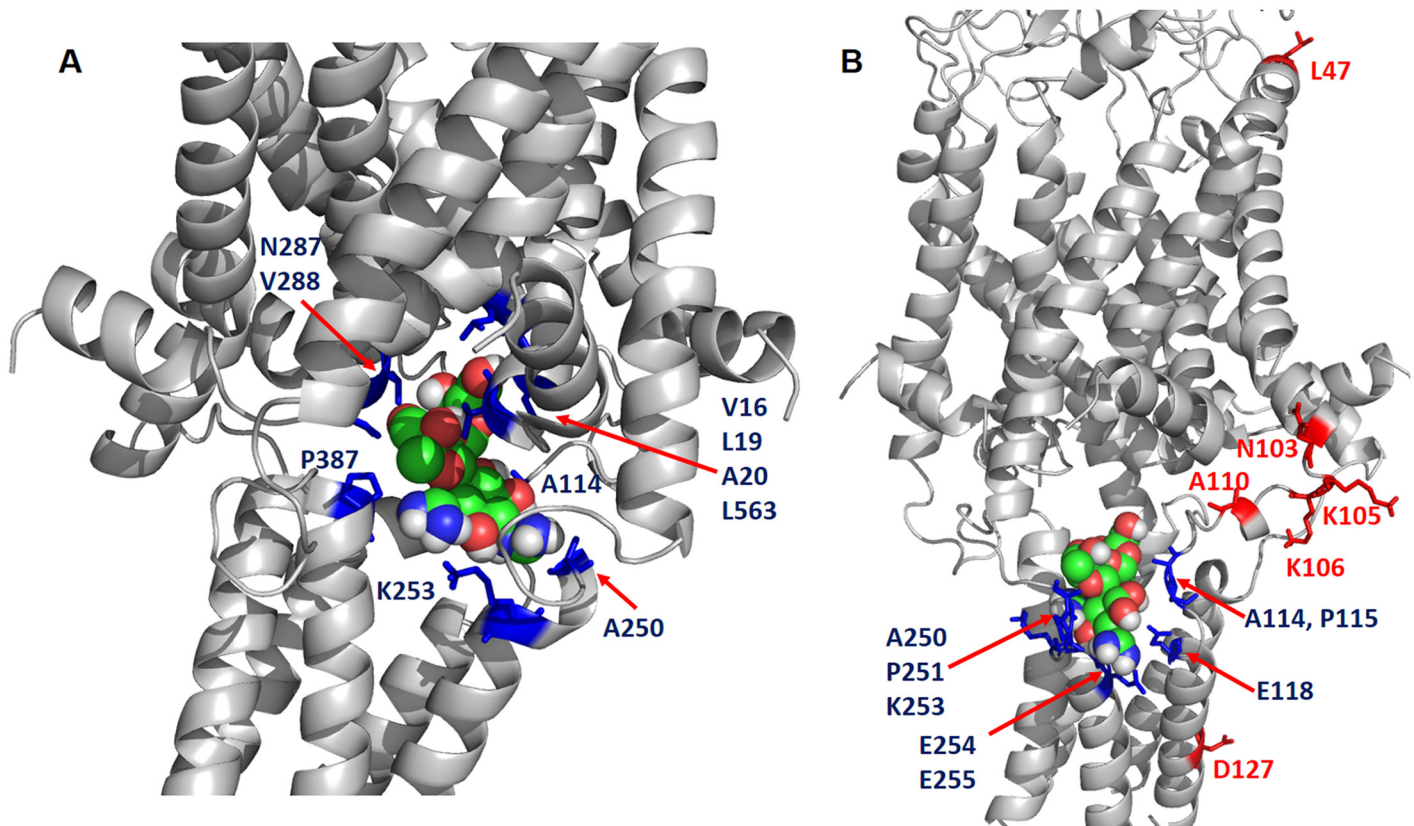 A
N287
V288
P387
K253
A114
V16
L19
A20
L563
A250
B
L47
N103
A110
K105
K106
A114, P115
A250
P251
K253
E118
E254
E255
D127